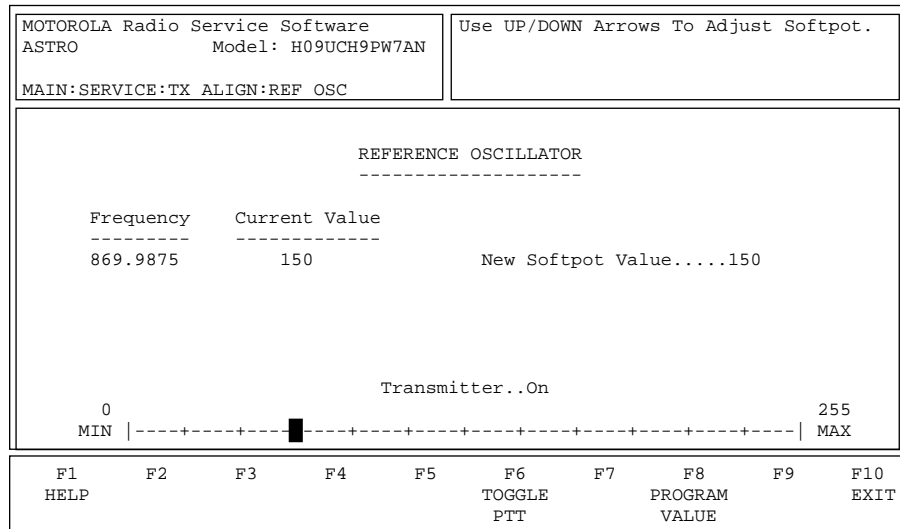 MOTOROLA Radio Service Software
ASTRO Model: H09UCH9PW7AN
MAIN:SERVICE:TX ALIGN:REF OSC
Use UP/DOWN Arrows To Adjust Softpot.
REFERENCE OSCILLATOR
--------------------
Frequency Current Value
--------- -------------
869.9875 150 New Softpot Value.....150
Transmitter..On
0 255
MIN |----+----+---- ----+----+----+----+----+----+----+----+----| MAX
F1 F2 F3 F4 F5 F6 F7 F8 F9 F10
HELP TOGGLE PROGRAM EXIT
PTT VALUE